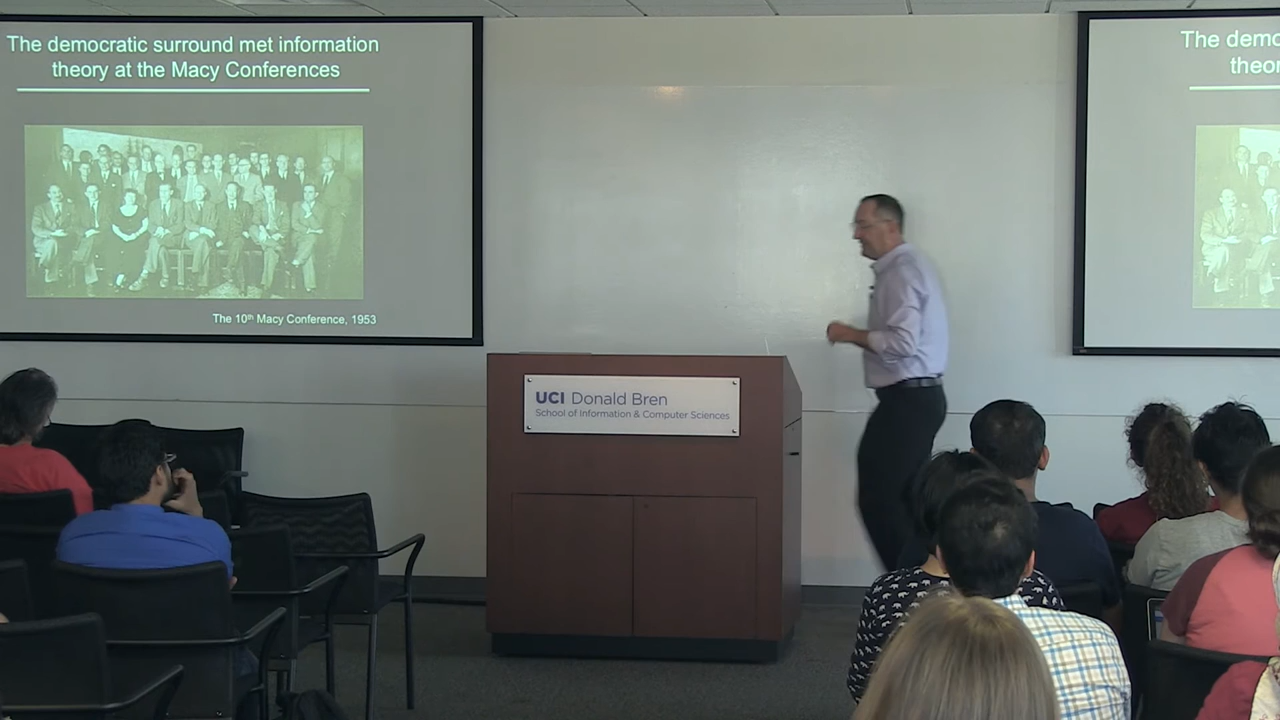 The democratic surround met information
theory at the Macy Conferences
The 10th Macy Conference, 1953
UCI Donald Bren
School of Information & Computer Sciences
The demo
theor